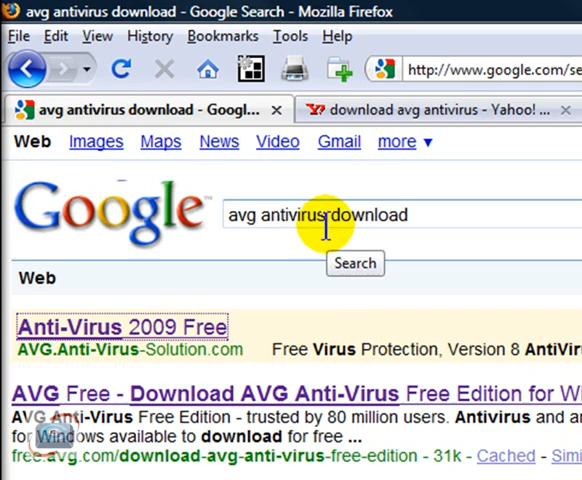 avg antivirus download - Google Search - Mozilla Firefox
File Edit View History Bookmarks Tools Help
http://www.google.com/se
avg antivirus download - Googl... download avg antivirus - Yahoo! ...
Web Images Maps News Video Gmail more ▼
Google™ avg antivirus download
Search
Web
Anti-Virus 2009 Free
AVG.Anti-Virus-Solution.com Free Virus Protection, Version 8 AntiVir
AVG Free - Download AVG Anti-Virus Free Edition for Wi
AVG Anti-Virus Free Edition - trusted by 80 million users. Antivirus and an
for Windows available to download for free ...
free.avg.com/download-avg-anti-virus-free-edition - 31k - Cached - Simi